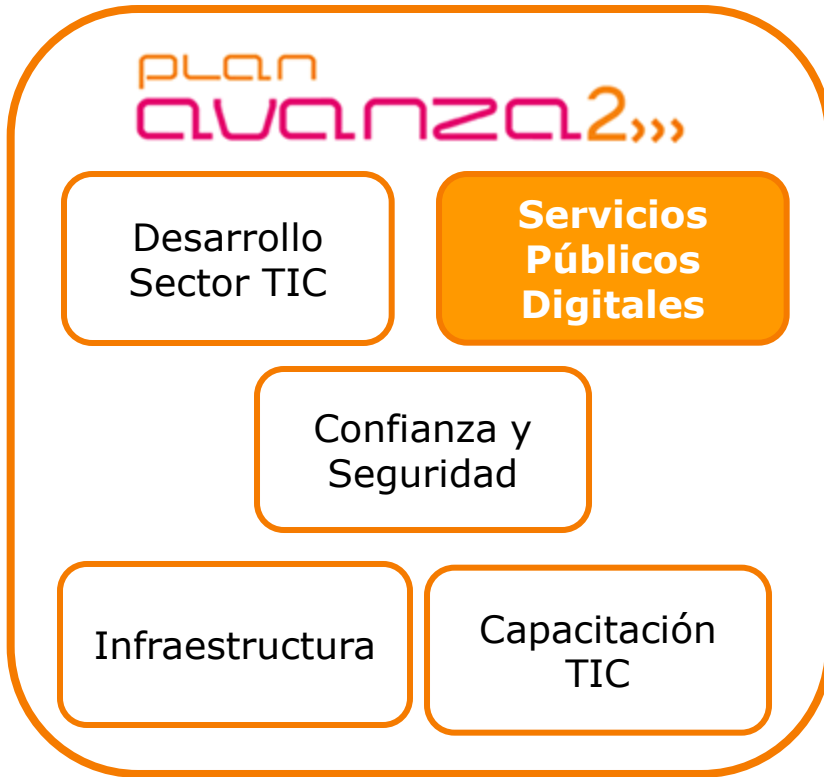 plan
avanza2›››
Desarrollo
Sector TIC
Servicios
Públicos
Digitales
Confianza y
Seguridad
Infraestructura
Capacitación
TIC